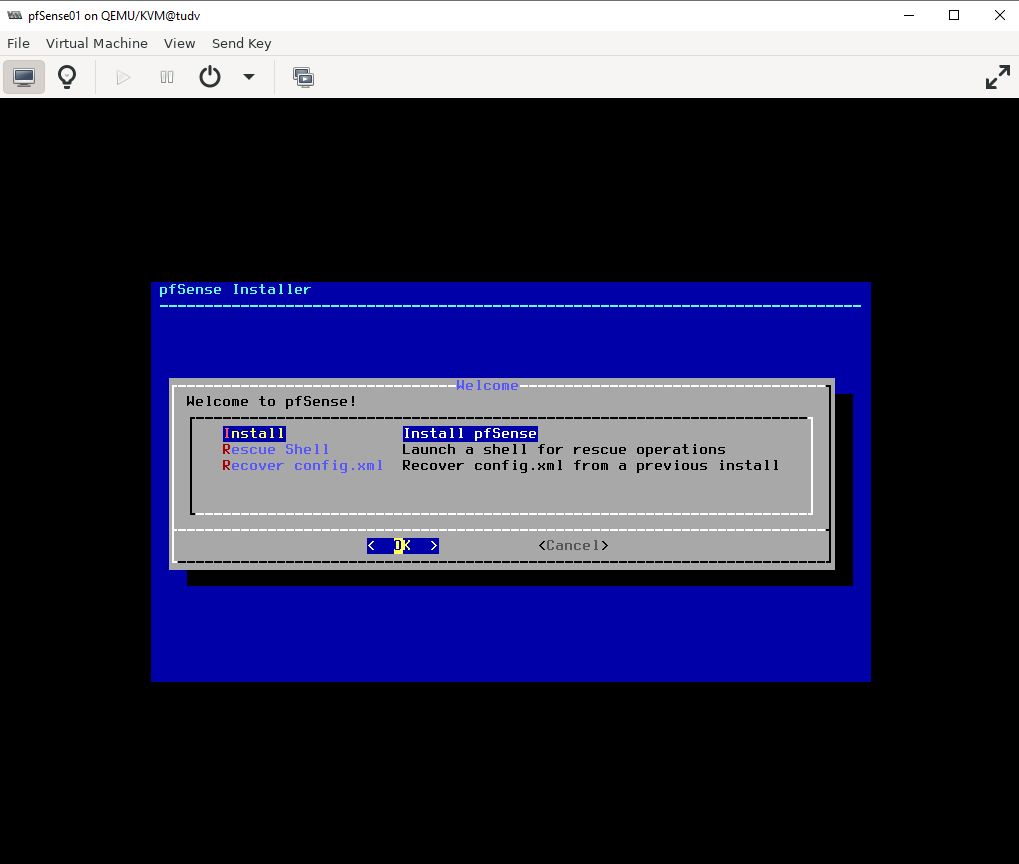 pfSense01 on QEMU/KVM@tudv
File Virtual Machine View Send Key
pfSense Installer
Welcome
Welcome to pfSense!
Install Install pfSense
Rescue Shell Launch a shell for rescue operations
Recover config.xml Recover config.xml from a previous install
< OK > <Cancel>